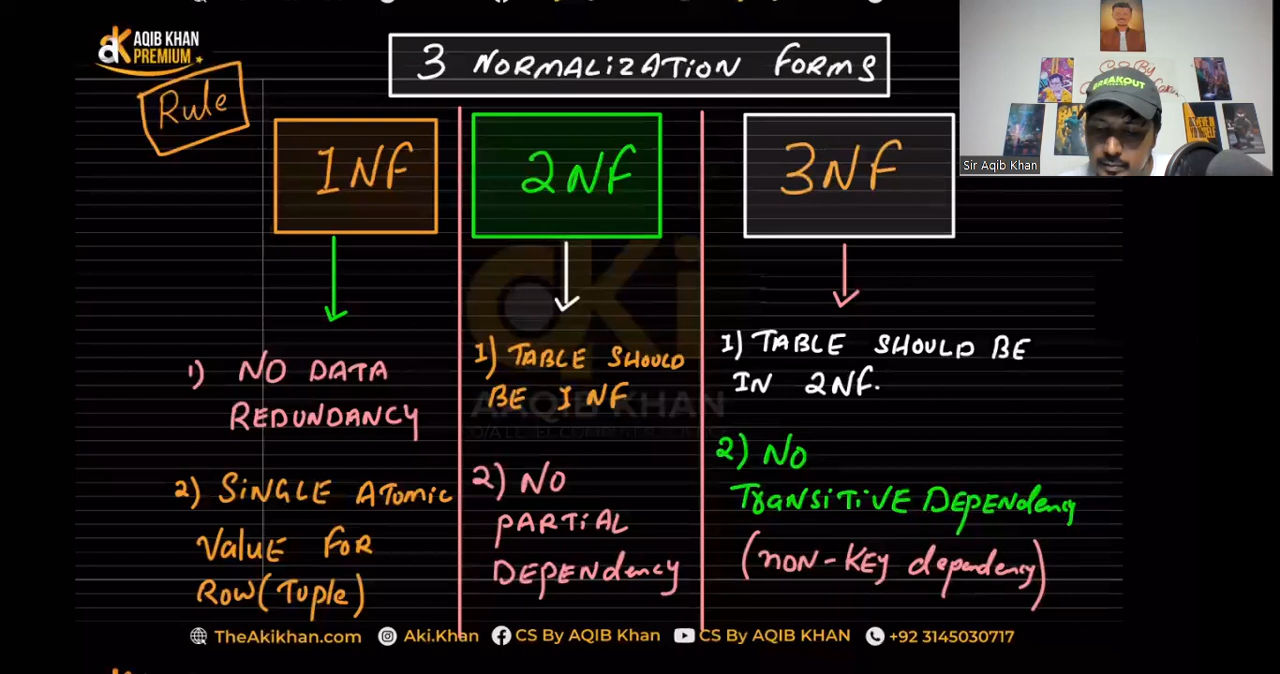 AQIB KHAN
PREMIUM
Rule
3 NORMALIZATION FORMS
BREAKOUT
Sir Aqib Khan
1NF
2NF
3NF
1) NO DATA
REDUNDANCY
2) SINGLE ATOMIC
VALUE FOR
ROW (TUPLE)
1) TABLE SHOULD
BE 1NF
2) NO
PARTIAL
DEPENDENCY
1) TABLE SHOULD BE
IN 2NF.
2) NO
TRANSITIVE DEPENDENCY
(NON-KEY dependency)
AAQIB KHAN
TheAkikhan.com
Aki.Khan
CS By AQIB Khan
CS By AQIB KHAN
+92 3145030717